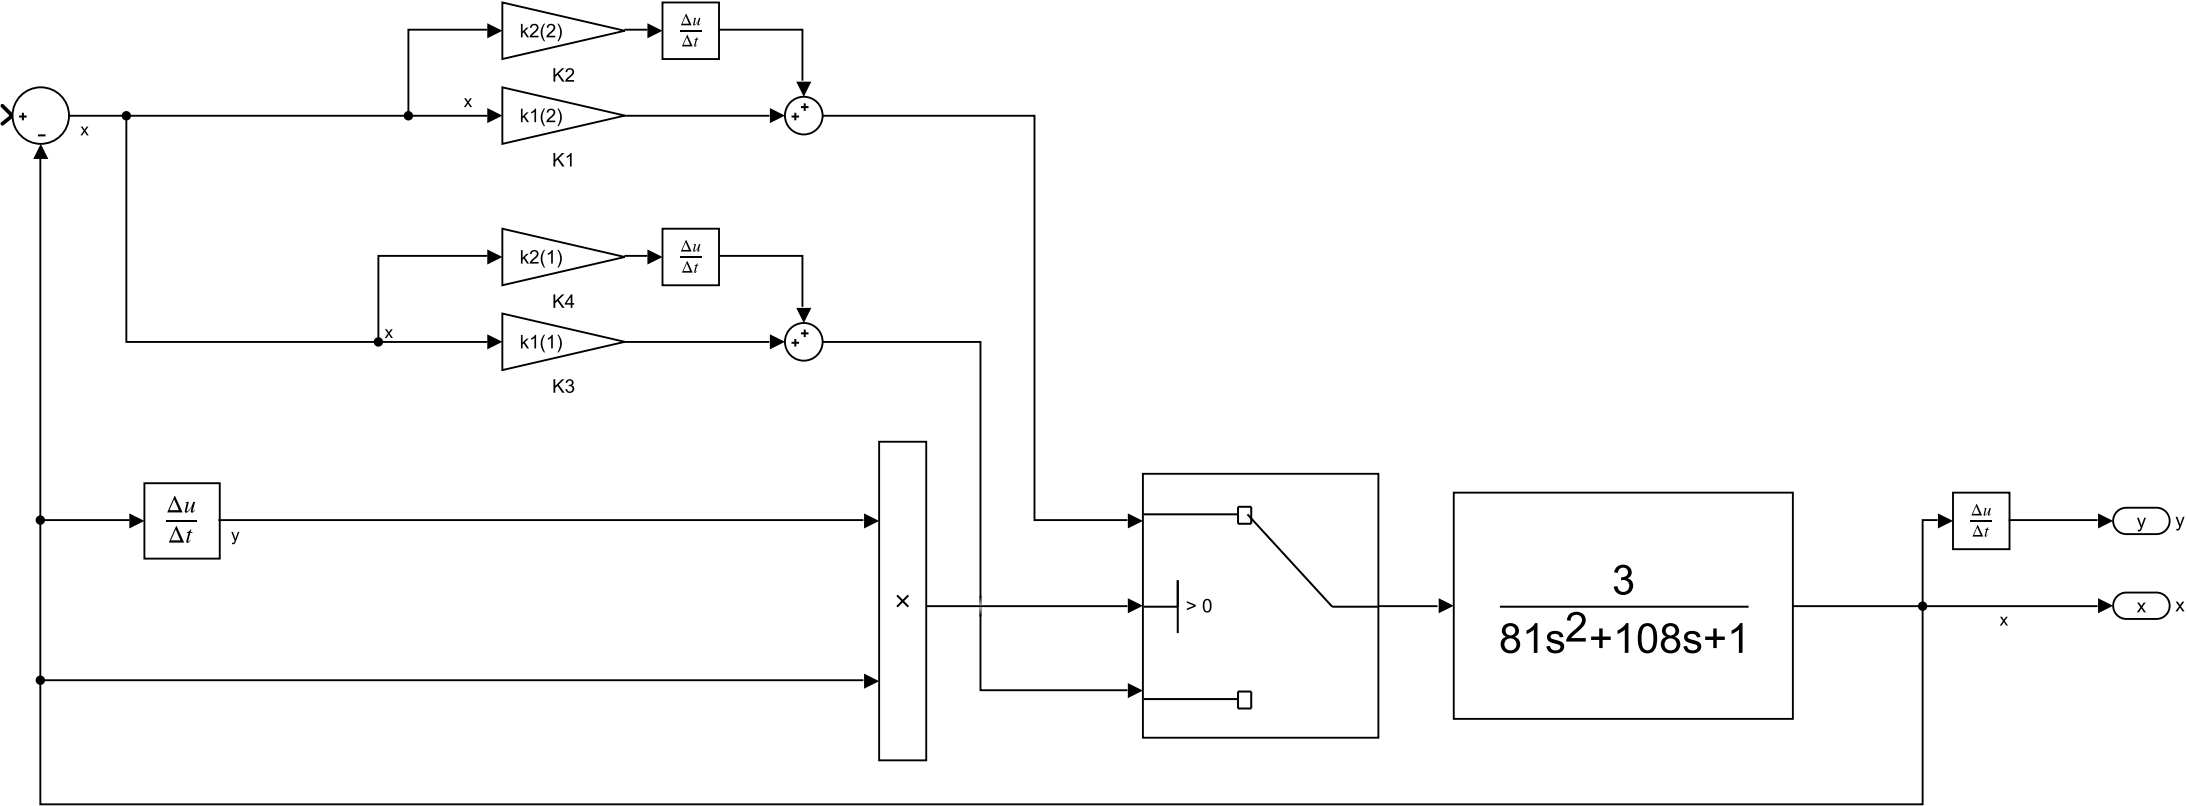 k2(2)
Δu
Δt
K2
+
−
x
x
k1(2)
+
+
K1
k2(1)
Δu
Δt
K4
x
k1(1)
+
+
K3
Δu
Δt
y
×
> 0
3
81s²+108s+1
Δu
Δt
y
y
x
x
x